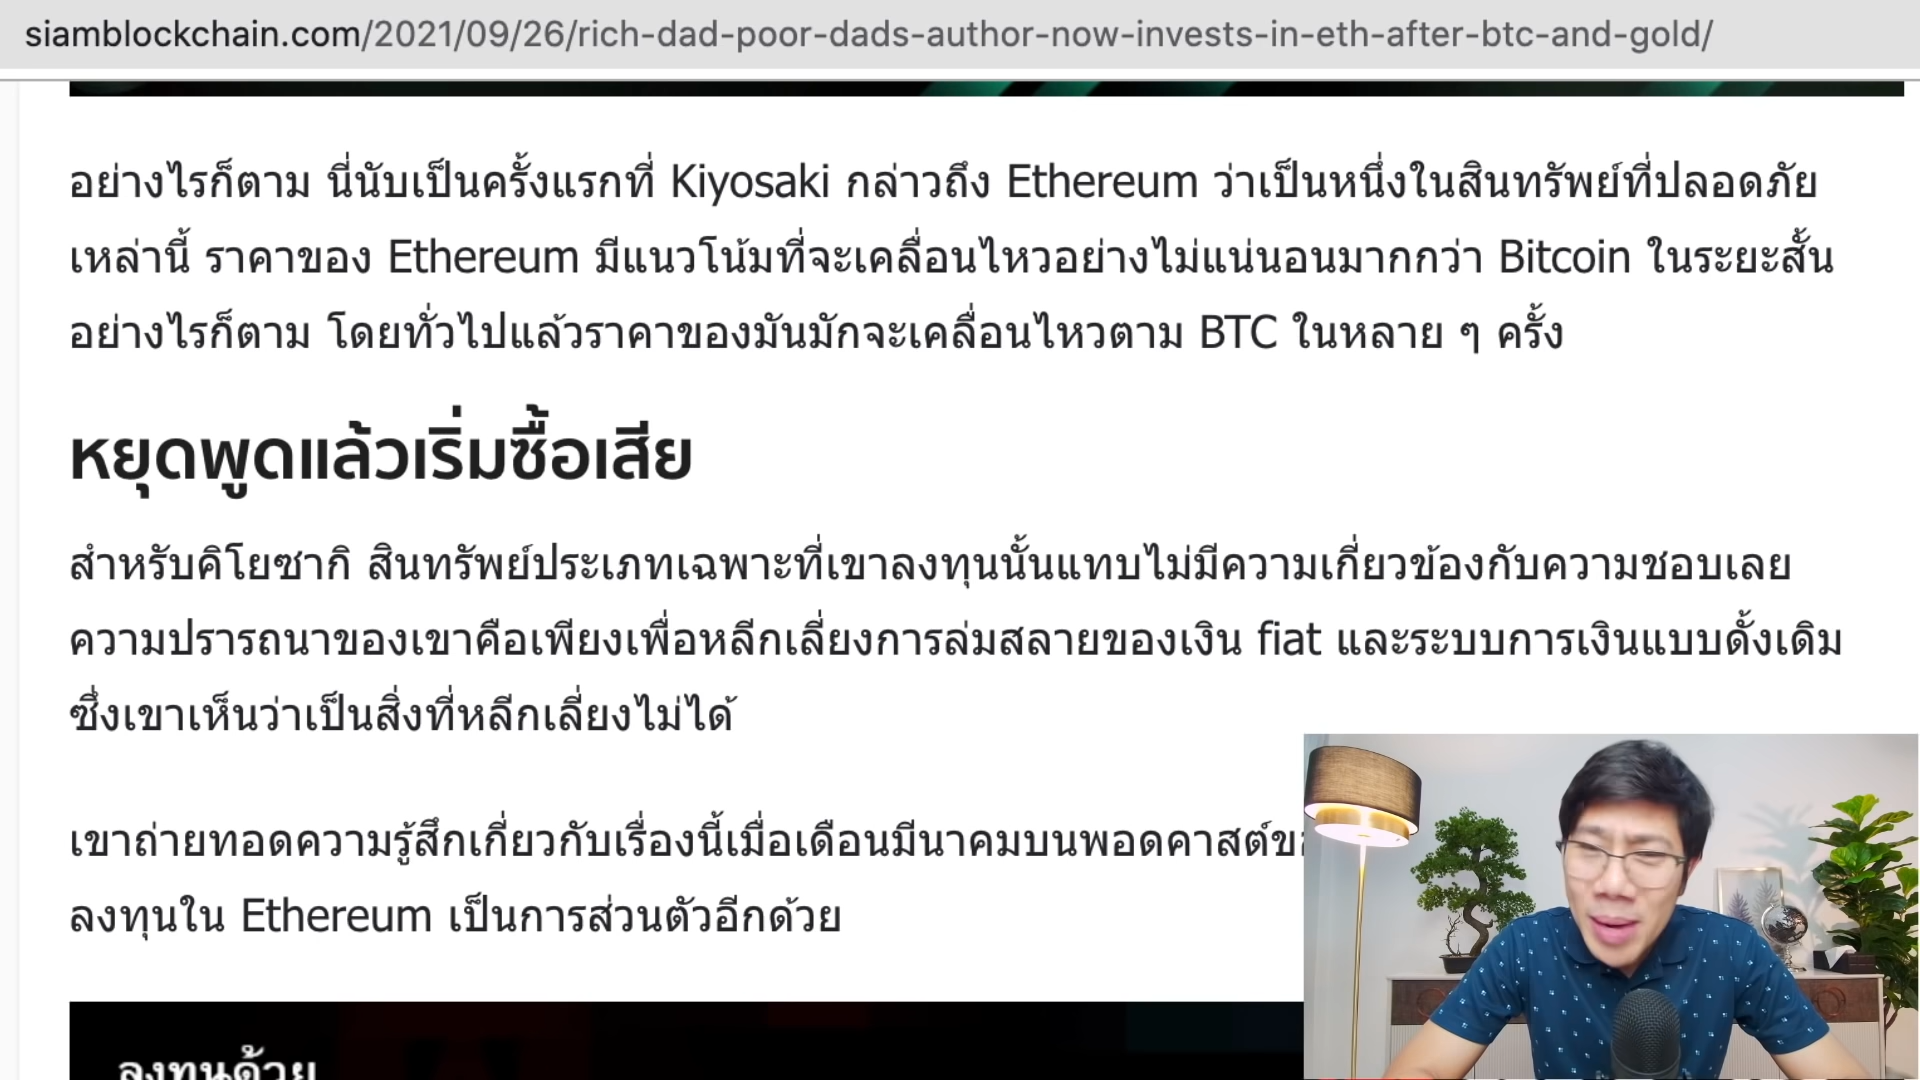 siamblockchain.com/2021/09/26/rich-dad-poor-dads-author-now-invests-in-eth-after-btc-and-gold/
อย่างไรก็ตาม นี่นับเป็นครั้งแรกที่ Kiyosaki กล่าวถึง Ethereum ว่าเป็นหนึ่งในสินทรัพย์ที่ปลอดภัย
เหล่านี้ ราคาของ Ethereum มีแนวโน้มที่จะเคลื่อนไหวอย่างไม่แน่นอนมากกว่า Bitcoin ในระยะสั้น
อย่างไรก็ตาม โดยทั่วไปแล้วราคาของมันมักจะเคลื่อนไหวตาม BTC ในหลาย ๆ ครั้ง
หยุดพูดแล้วเริ่มซื้อเสีย
สำหรับคิโยซากิ สินทรัพย์ประเภทเฉพาะที่เขาลงทุนนั้นแทบไม่มีความเกี่ยวข้องกับความชอบเลย
ความปรารถนาของเขาคือเพียงเพื่อหลีกเลี่ยงการล่มสลายของเงิน fiat และระบบการเงินแบบดั้งเดิม
ซึ่งเขาเห็นว่าเป็นสิ่งที่หลีกเลี่ยงไม่ได้
เขาถ่ายทอดความรู้สึกเกี่ยวกับเรื่องนี้เมื่อเดือนมีนาคมบนพอดคาสต์
ลงทุนใน Ethereum เป็นการส่วนตัวอีกด้วย
ลงทุนด้วย